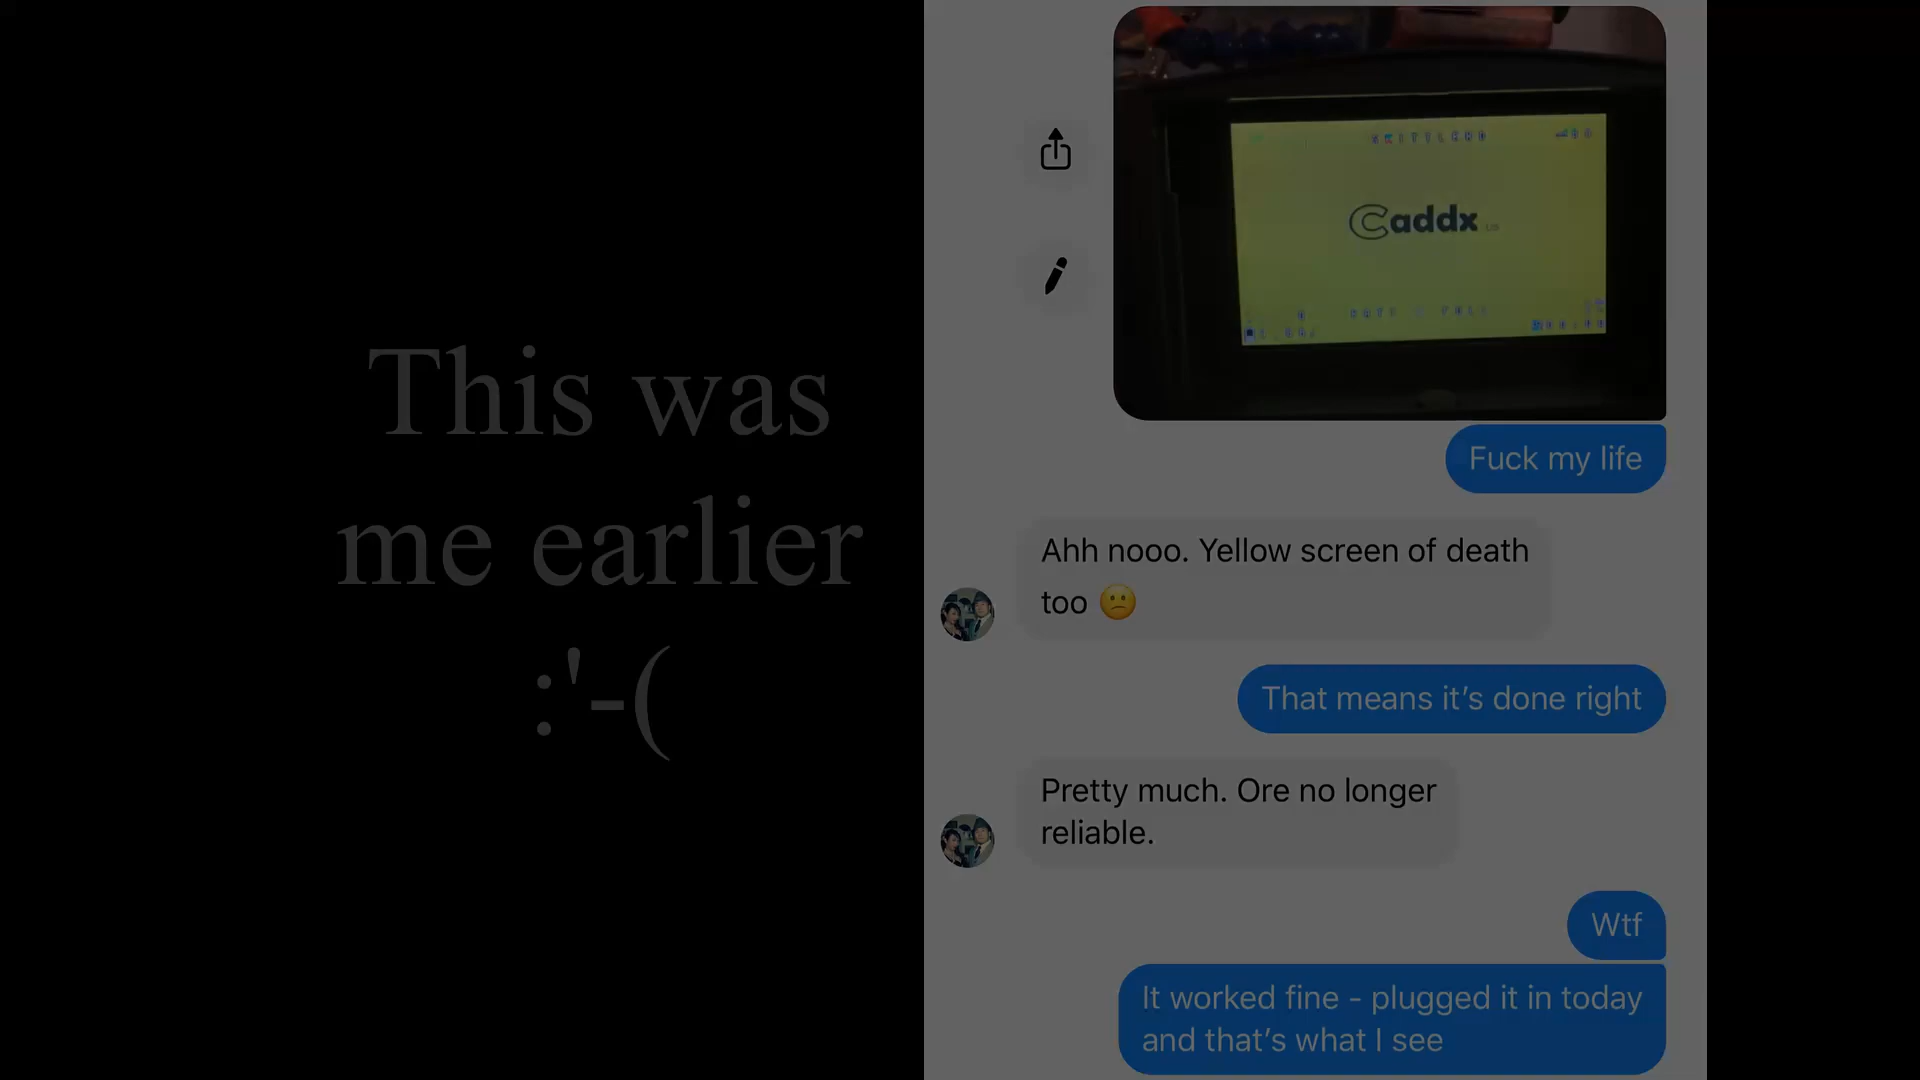 This was
me earlier
:'-(
Caddx
Fuck my life
Ahh nooo. Yellow screen of death
too 😕
That means it’s done right
Pretty much. Ore no longer
reliable.
Wtf
It worked fine - plugged it in today
and that’s what I see